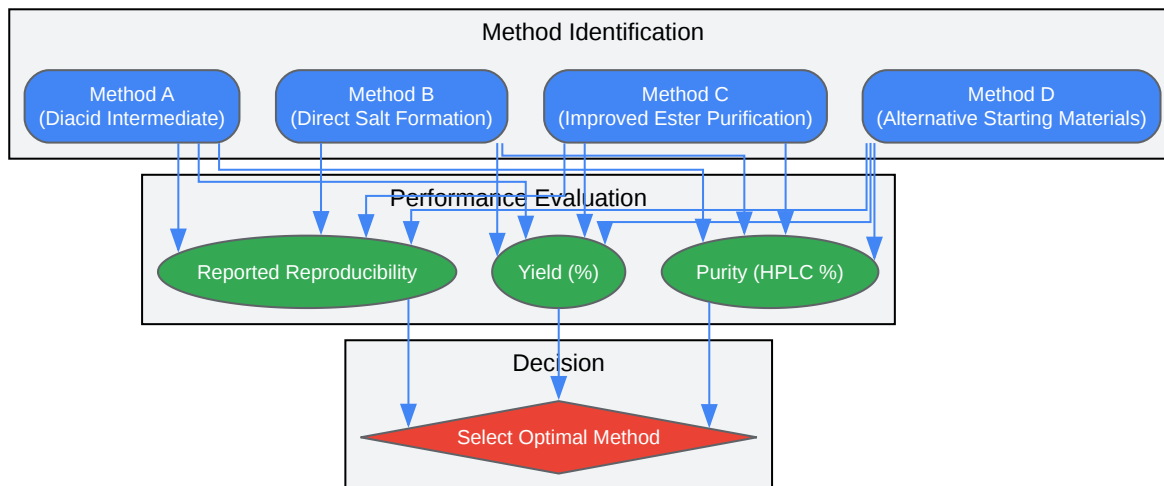 Method Identification
Method A
(Diacid Intermediate)
Method B
(Direct Salt Formation)
Method C
(Improved Ester Purification)
Method D
(Alternative Starting Materials)
Performance Evaluation
Reported Reproducibility
Yield (%)
Purity (HPLC %)
Decision
Select Optimal Method